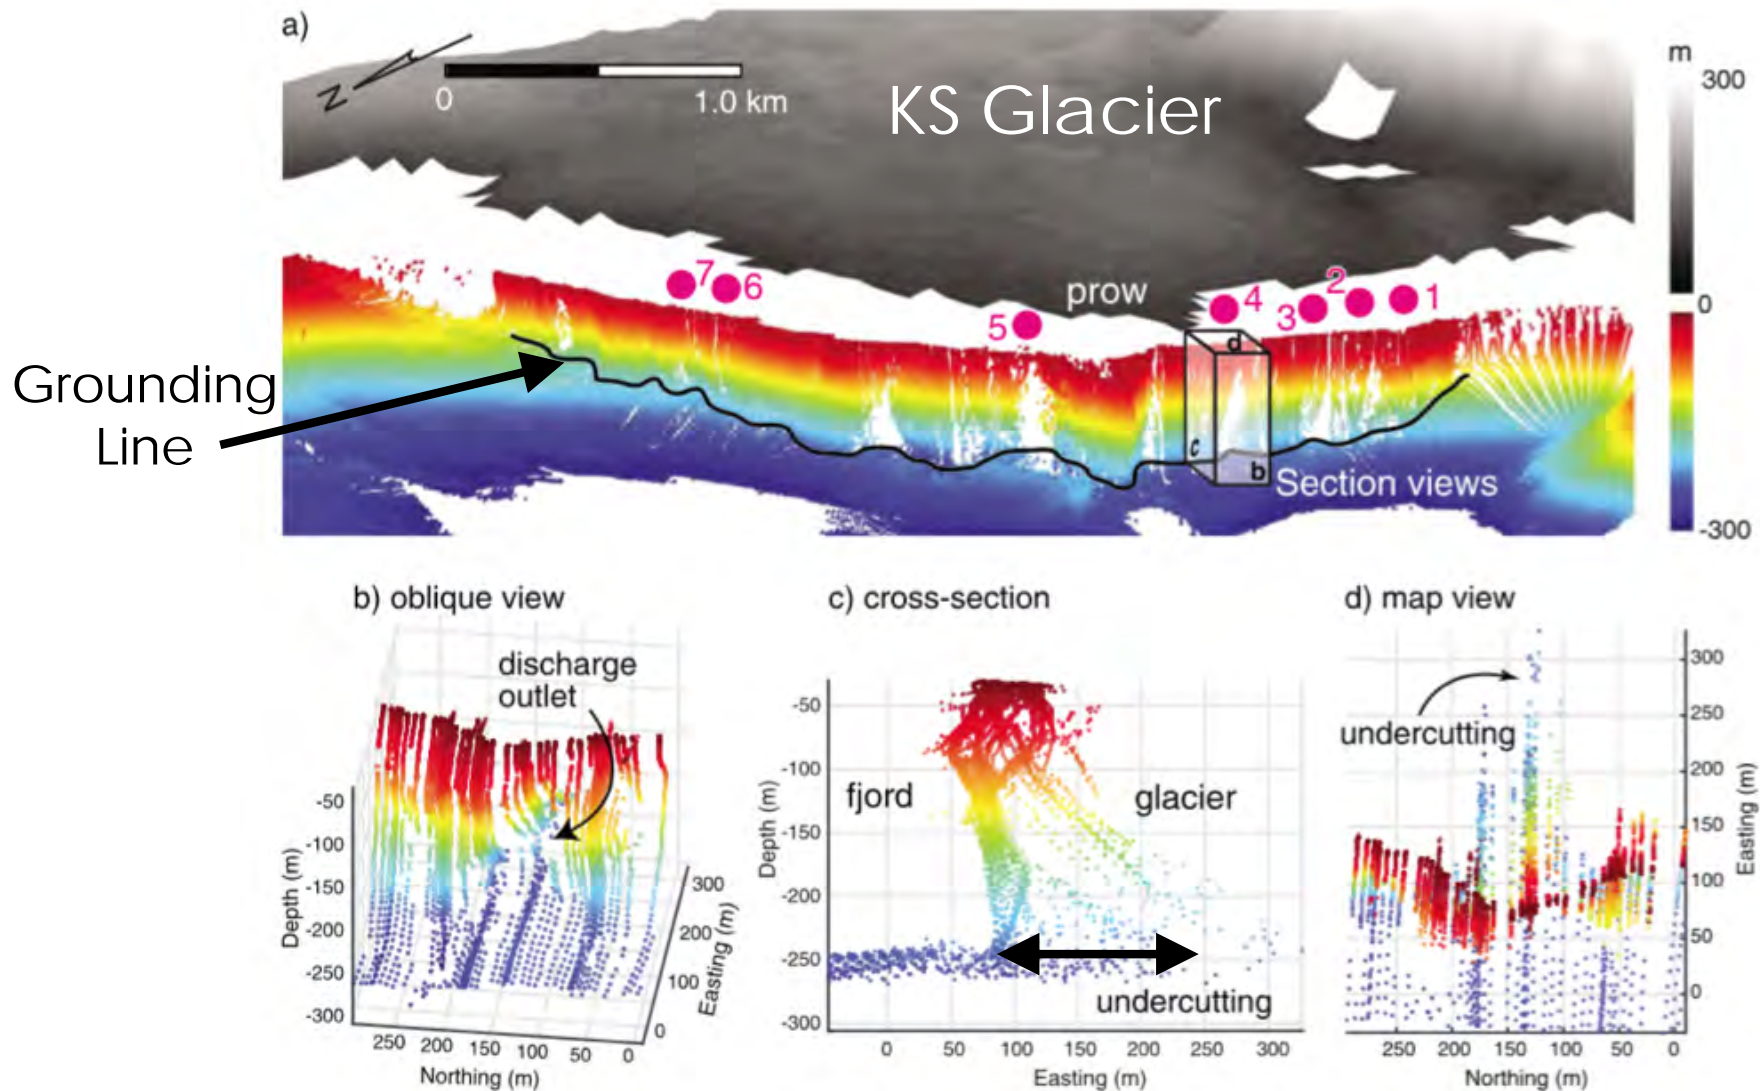 a)
N
0
1.0 km
KS Glacier
m
300
0
-300
7
6
5
prow
4
3
2
1
d
c
b
Section views
Grounding
Line
b) oblique view
discharge
outlet
-50
-100
-150
-200
-250
-300
Depth (m)
250 200 150 100 50 0
Northing (m)
300
200
100
0
Easting (m)
c) cross-section
-50
-100
-150
-200
-250
-300
Depth (m)
fjord
glacier
undercutting
0 50 100 150 200 250 300
Easting (m)
d) map view
undercutting
300
250
200
150
100
50
0
Easting (m)
250 200 150 100 50 0
Northing (m)